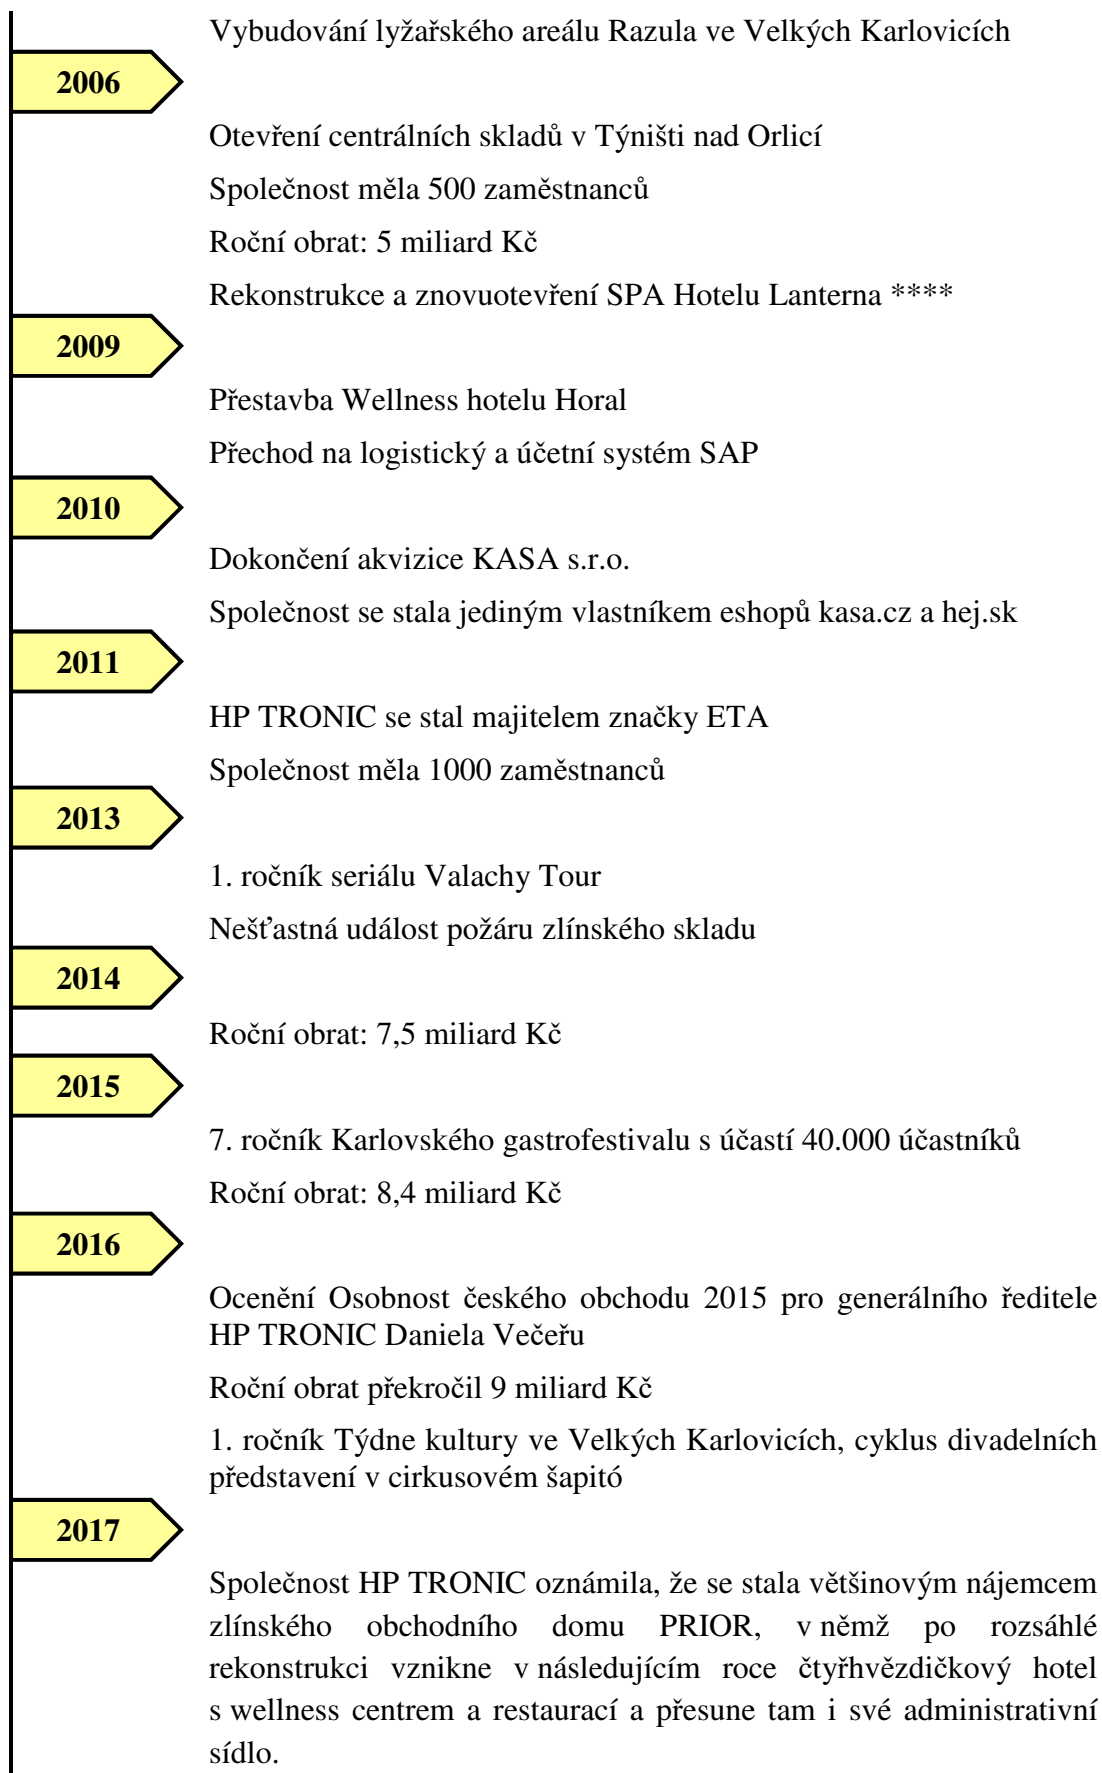 Vybudování lyžařského areálu Razula ve Velkých Karlovicích
2006
Otevření centrálních skladů v Týništi nad Orlicí
Společnost měla 500 zaměstnanců
Roční obrat: 5 miliard Kč
Rekonstrukce a znovuotevření SPA Hotelu Lanterna ****
2009
Přestavba Wellness hotelu Horal
Přechod na logistický a účetní systém SAP
2010
Dokončení akvizice KASA s.r.o.
Společnost se stala jediným vlastníkem eshopů kasa.cz a hej.sk
2011
HP TRONIC se stal majitelem značky ETA
Společnost měla 1000 zaměstnanců
2013
1. ročník seriálu Valachy Tour
Nešťastná událost požáru zlínského skladu
2014
Roční obrat: 7,5 miliard Kč
2015
7. ročník Karlovského gastrofestivalu s účastí 40.000 účastníků
Roční obrat: 8,4 miliard Kč
2016
Ocenění Osobnost českého obchodu 2015 pro generálního ředitele
HP TRONIC Daniela Večeřu
Roční obrat překročil 9 miliard Kč
1. ročník Týdne kultury ve Velkých Karlovicích, cyklus divadelních
představení v cirkusovém šapitó
2017
Společnost HP TRONIC oznámila, že se stala většinovým nájemcem
zlínského obchodního domu PRIOR, v němž po rozsáhlé
rekonstrukci vznikne v následujícím roce čtyřhvězdičkový hotel
s wellness centrem a restaurací a přesune tam i své administrativní
sídlo.